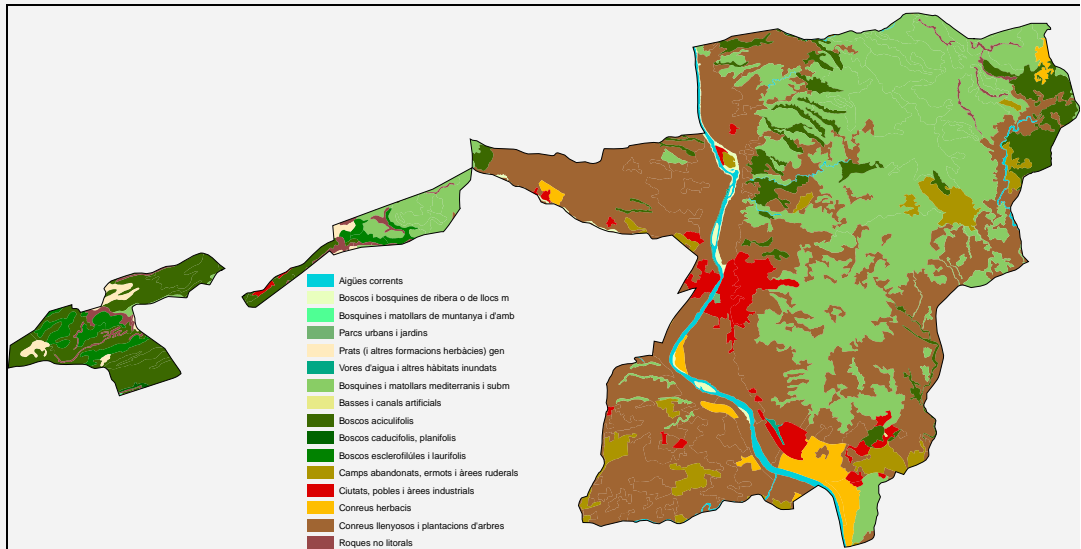 Aigües corrents
Boscos i bosquines de ribera o de llocs m
Bosquines i matollars de muntanya i d'amb
Parcs urbans i jardins
Prats (i altres formacions herbàcies) gen
Vores d'aigua i altres hàbitats inundats
Bosquines i matollars mediterranis i subm
Basses i canals artificials
Boscos aciculifolis
Boscos caducifolis, planifolis
Boscos esclerofil·lus i laurifolis
Camps abandonats, ermots i àrees ruderals
Ciutats, pobles i àrees industrials
Conreus herbacis
Conreus llenyosos i plantacions d'arbres
Roques no litorals